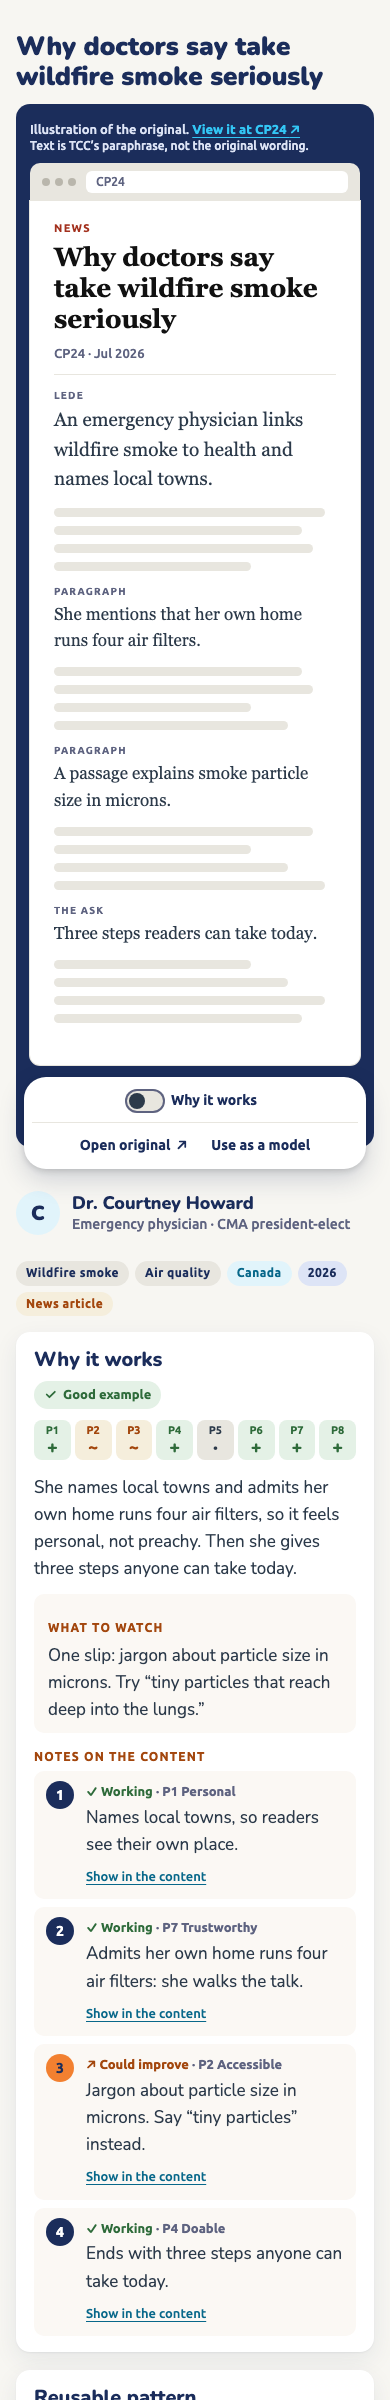 Why doctors say take
wildfire smoke seriously
Illustration of the original. View it at CP24 ↗
Text is TCC's paraphrase, not the original wording.
CP24
NEWS
Why doctors say
take wildfire smoke
seriously
CP24 · Jul 2026
LEDE
An emergency physician links
wildfire smoke to health and
names local towns.
PARAGRAPH
She mentions that her own home
runs four air filters.
PARAGRAPH
A passage explains smoke particle
size in microns.
THE ASK
Three steps readers can take today.
Why it works
Open original ↗ Use as a model
C
Dr. Courtney Howard
Emergency physician · CMA president-elect
Wildfire smoke Air quality Canada 2026
News article
Why it works
✓ Good example
P1 P2 P3 P4 P5 P6 P7 P8
+ ~ ~ + · + + +
She names local towns and admits her
own home runs four air filters, so it feels
personal, not preachy. Then she gives
three steps anyone can take today.
WHAT TO WATCH
One slip: jargon about particle size in
microns. Try “tiny particles that reach
deep into the lungs.”
NOTES ON THE CONTENT
1 ✓ Working · P1 Personal
Names local towns, so readers
see their own place.
Show in the content
2 ✓ Working · P7 Trustworthy
Admits her own home runs four
air filters: she walks the talk.
Show in the content
3 ↗ Could improve · P2 Accessible
Jargon about particle size in
microns. Say “tiny particles”
instead.
Show in the content
4 ✓ Working · P4 Doable
Ends with three steps anyone can
take today.
Show in the content
Reusable pattern